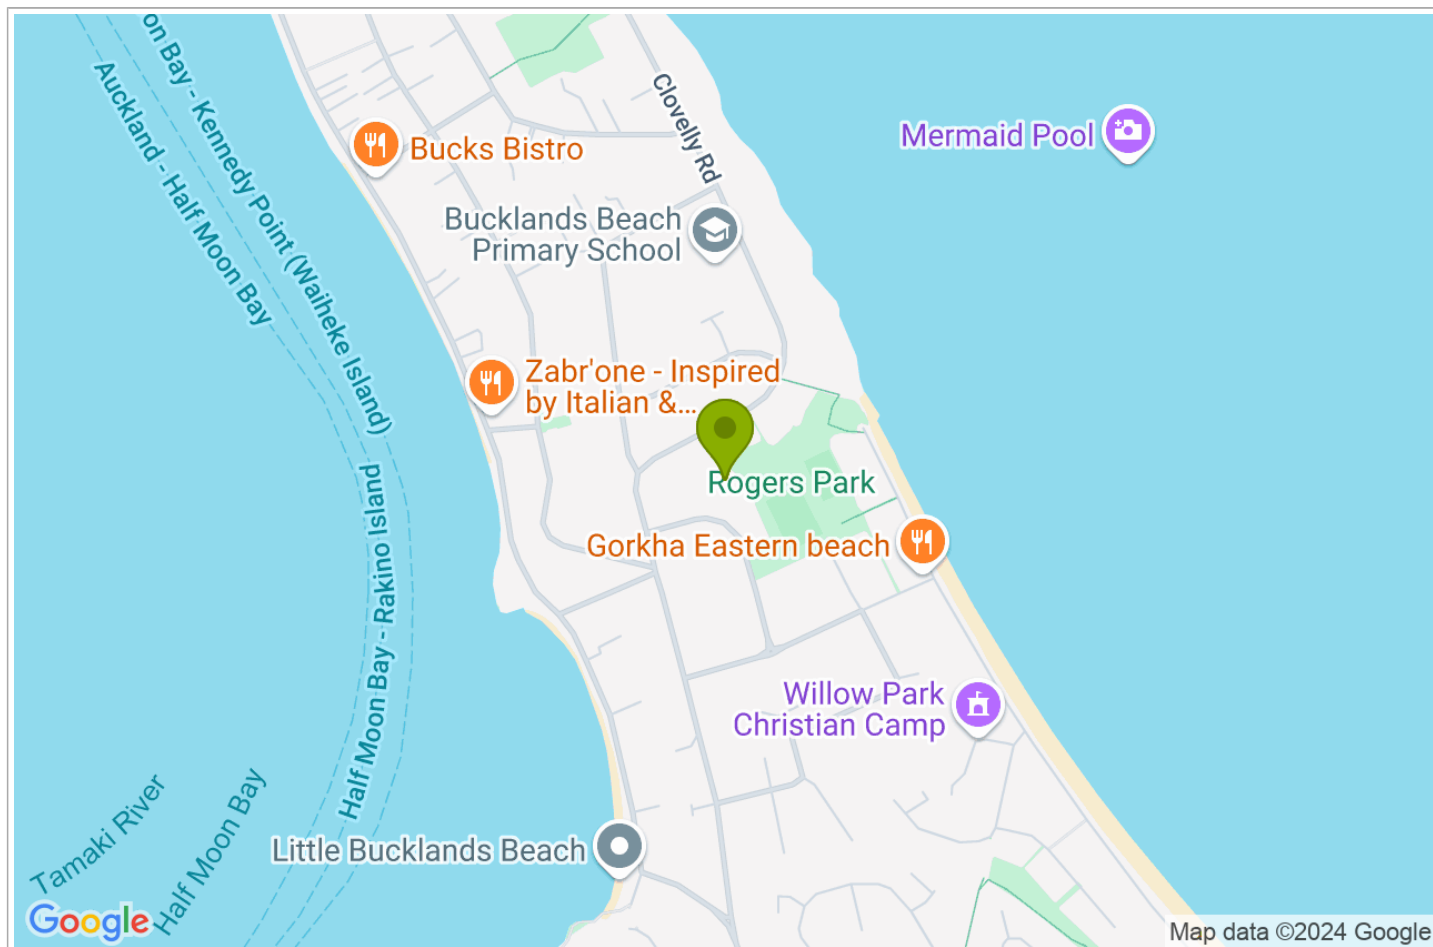 on Bay - Kennedy Point (Waiheke Island)
Auckland - Half Moon Bay
Clovelly Rd
Mermaid Pool
Bucks Bistro
Bucklands Beach
Primary School
Zabr'one - Inspired
by Italian &...
Rogers Park
Half Moon Bay - Rakino Island
Gorkha Eastern beach
Willow Park
Christian Camp
Tamaki River
Half Moon Bay
Little Bucklands Beach
Google
Map data ©2024 Google